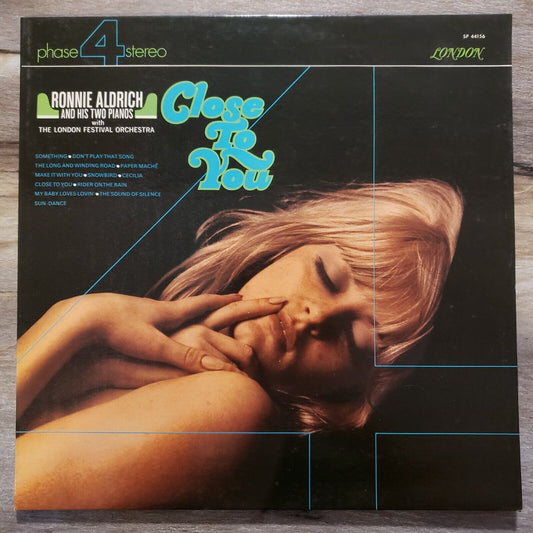 phase 4 stereo
SP 44156
LONDON
RONNIE ALDRICH
AND HIS TWO PIANOS
with
THE LONDON FESTIVAL ORCHESTRA
Close
To
You
SOMETHING•DON'T PLAY THAT SONG
THE LONG AND WINDING ROAD•PAPER MACHÉ
MAKE IT WITH YOU•SNOWBIRD•CECILIA
CLOSE TO YOU•RIDER ON THE RAIN
MY BABY LOVES LOVIN'•THE SOUND OF SILENCE
SUN-DANCE